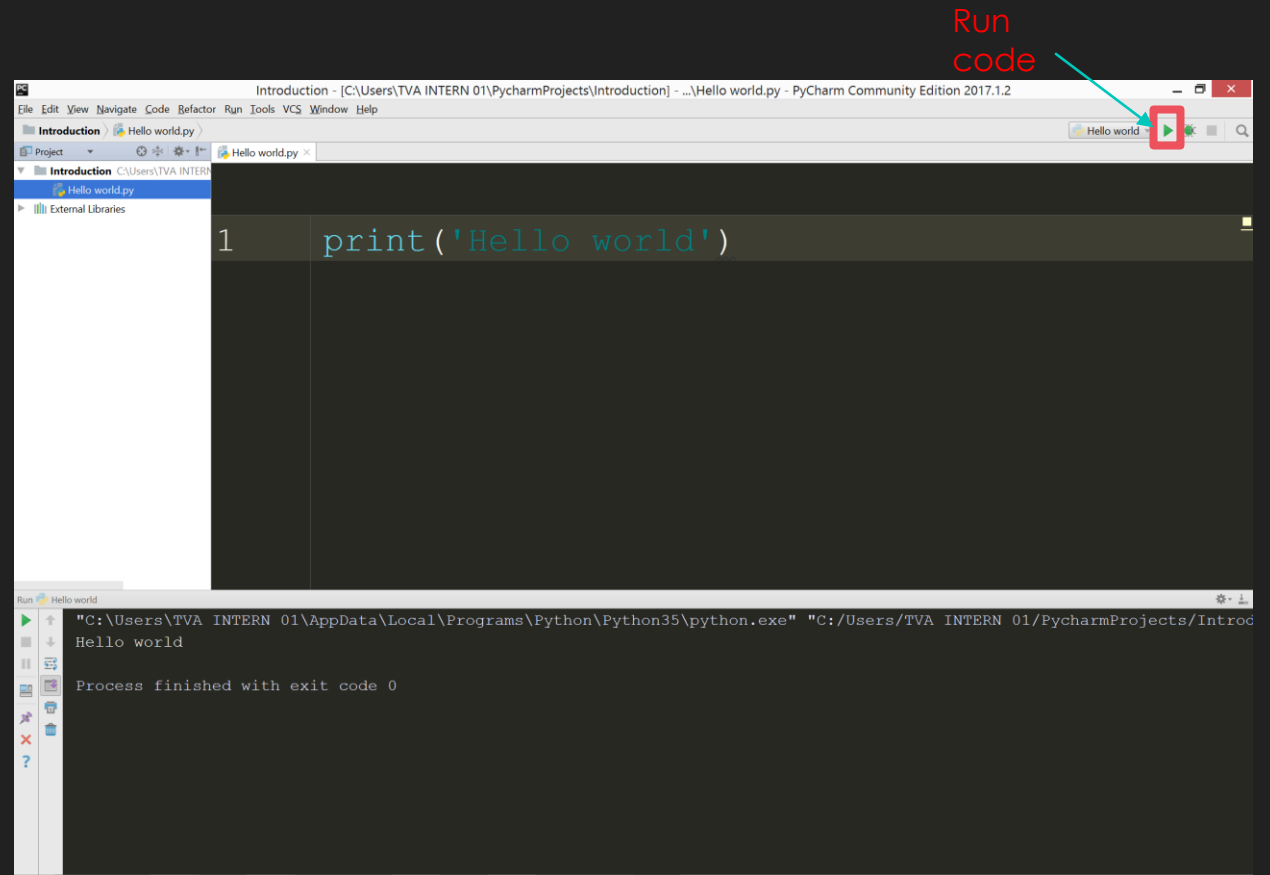 Run
code
Introduction - [C:\Users\TVA INTERN 01\PycharmProjects\Introduction] - ...\Hello world.py - PyCharm Community Edition 2017.1.2
File Edit View Navigate Code Refactor Run Tools VCS Window Help
Introduction Hello world.py Hello world
Project Hello world.py
Introduction C:\Users\TVA INTERN
Hello world.py
External Libraries
1 print('Hello world')
Run Hello world
"C:\Users\TVA INTERN 01\AppData\Local\Programs\Python\Python35\python.exe" "C:/Users/TVA INTERN 01/PycharmProjects/Introd
Hello world
Process finished with exit code 0